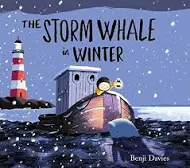 THE STORM WHALE
in WINTER
Benji Davies